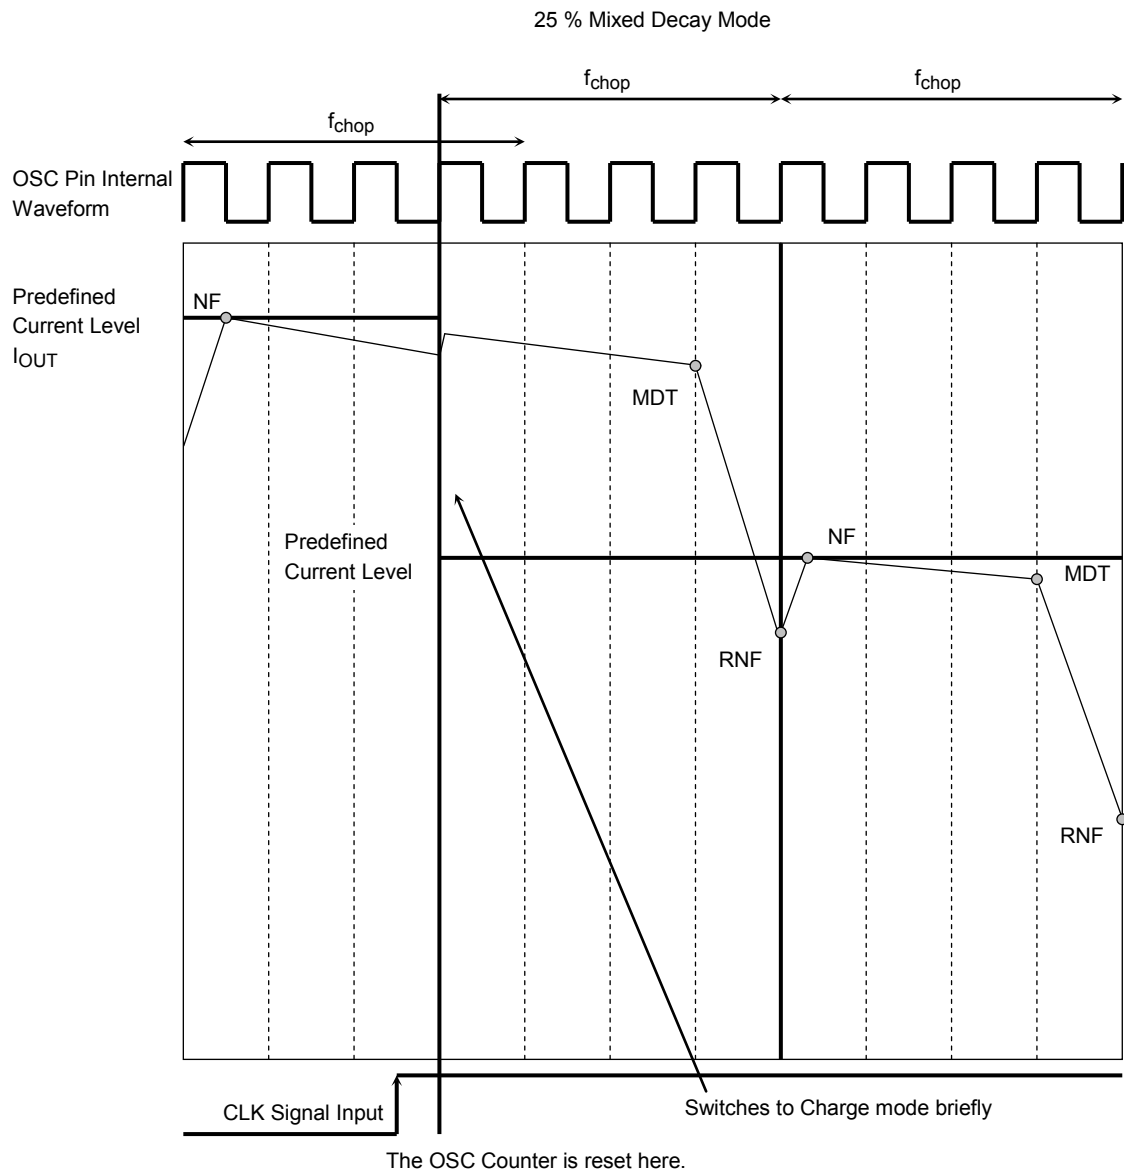 25 % Mixed Decay Mode
fchop
fchop
fchop
OSC Pin Internal
Waveform
Predefined
Current Level
IOUT
NF
MDT
Predefined
Current Level
NF
MDT
RNF
RNF
CLK Signal Input
Switches to Charge mode briefly
The OSC Counter is reset here.